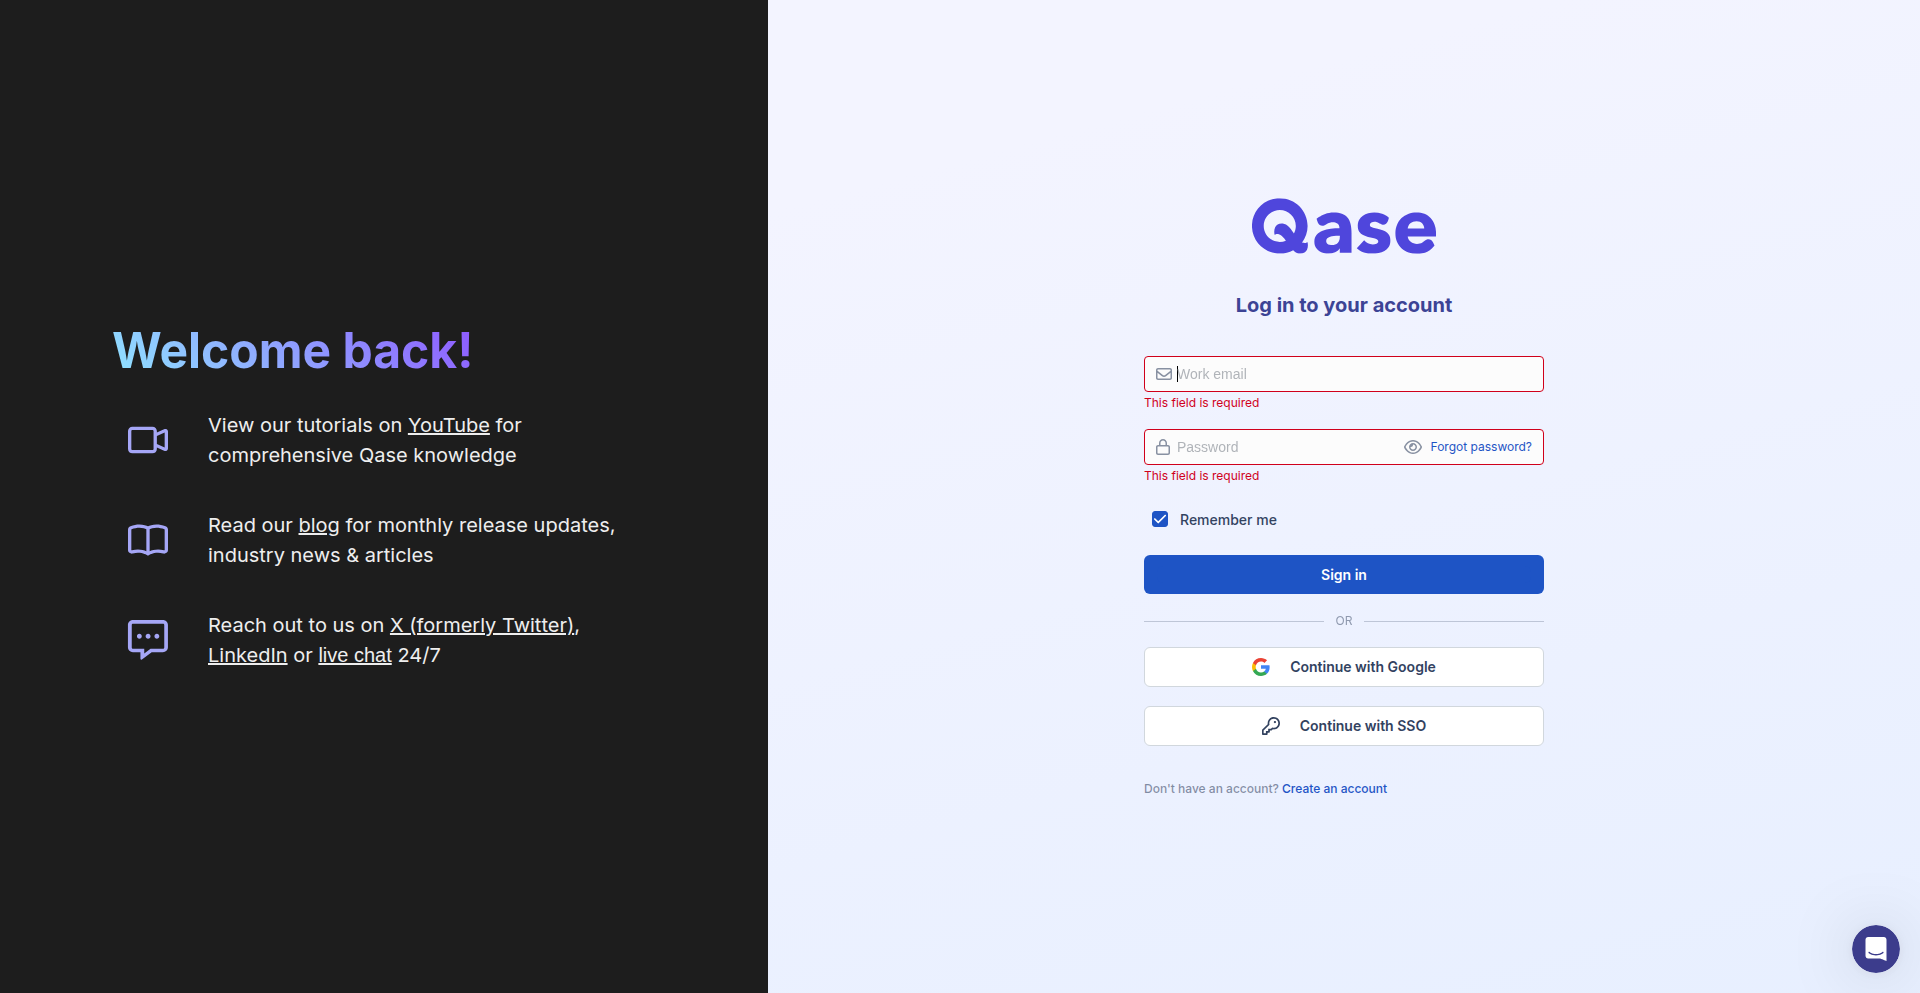 Welcome back!
View our tutorials on YouTube for
comprehensive Qase knowledge
Read our blog for monthly release updates,
industry news & articles
Reach out to us on X (formerly Twitter),
LinkedIn or live chat 24/7
Qase
Log in to your account
Work email
This field is required
Password
Forgot password?
This field is required
Remember me
Sign in
OR
Continue with Google
Continue with SSO
Don't have an account? Create an account